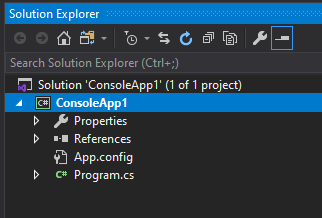 Solution Explorer
Search Solution Explorer (Ctrl+;)
Solution 'ConsoleApp1' (1 of 1 project)
C# ConsoleApp1
Properties
References
App.config
C# Program.cs